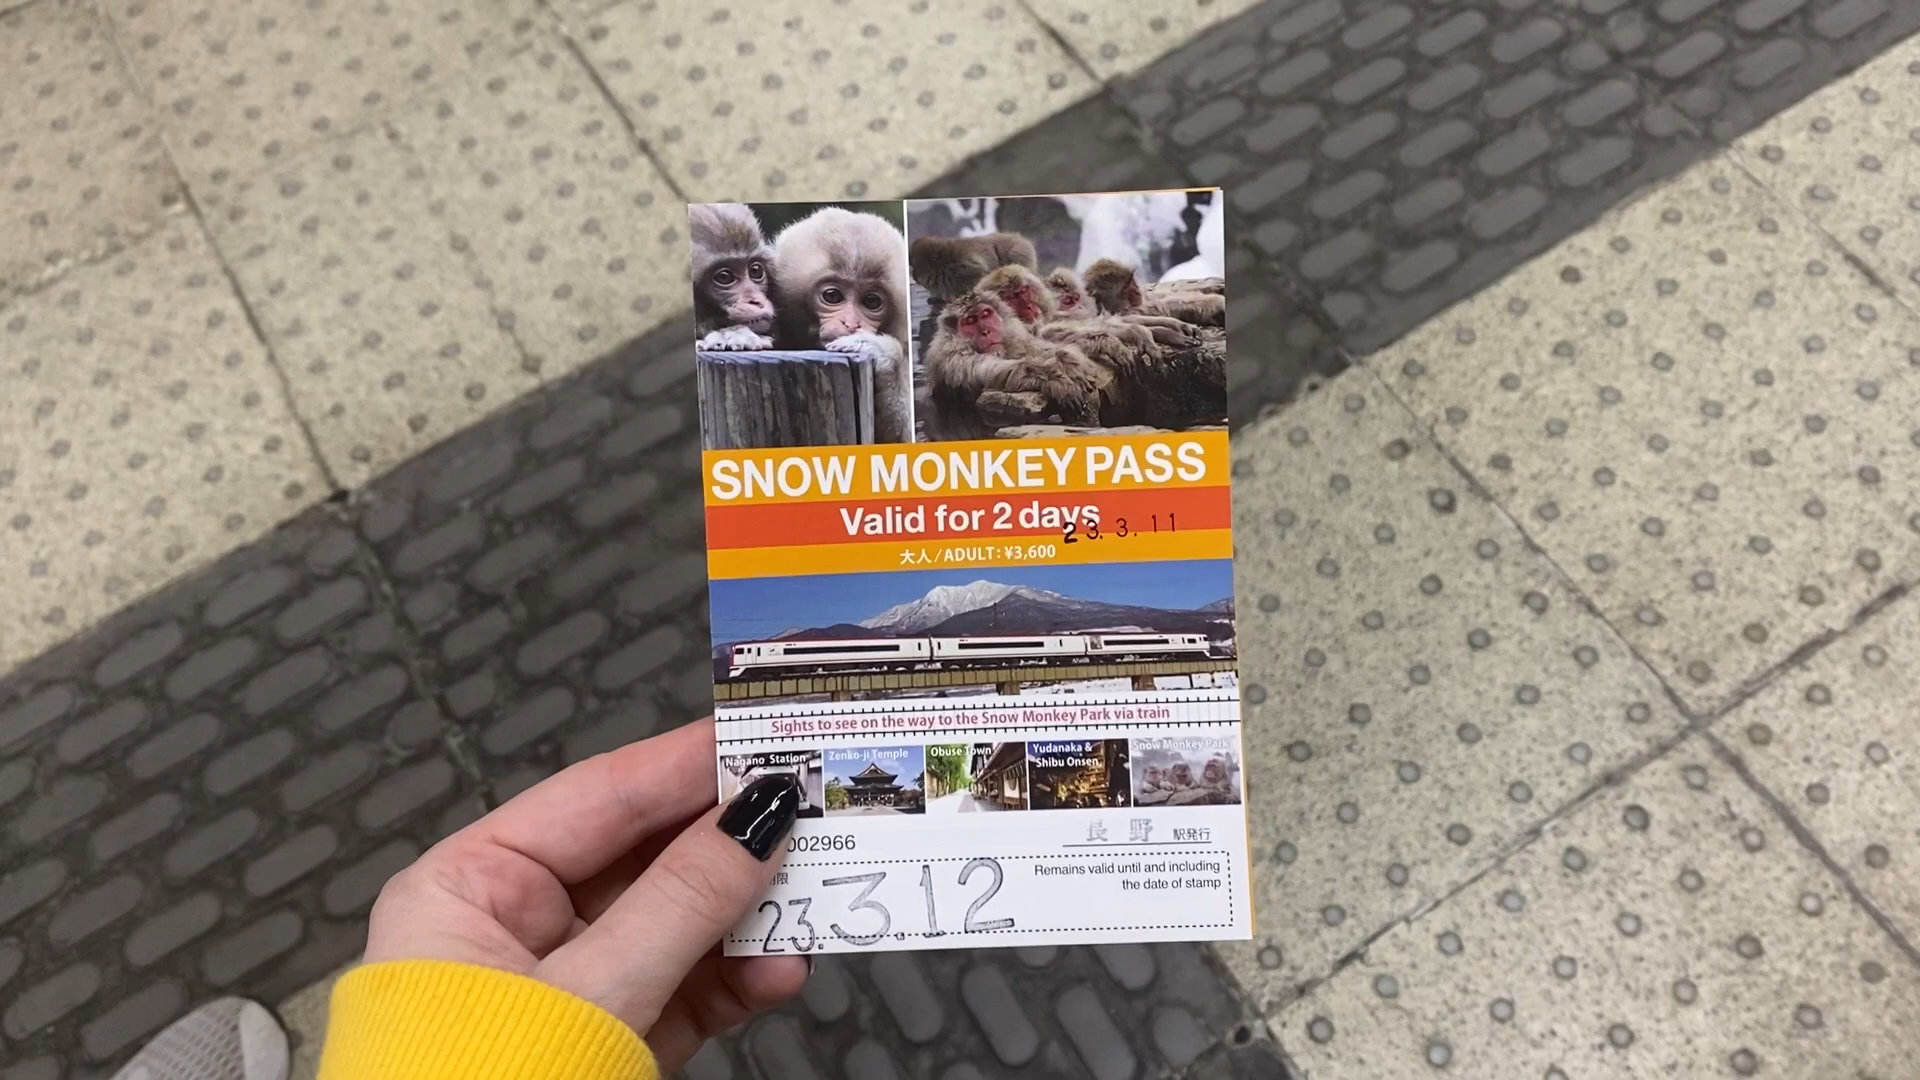 SNOW MONKEY PASS
Valid for 2 days
23.3.11
大人/ADULT:¥3,600
Sights to see on the way to the Snow Monkey Park via train
Nagano Station
Zenko-ji Temple
Obuse Town
Yudanaka &
Shibu Onsen
Snow Monkey Park
002966
長野 駅発行
限
23.3.12
Remains valid until and including
the date of stamp